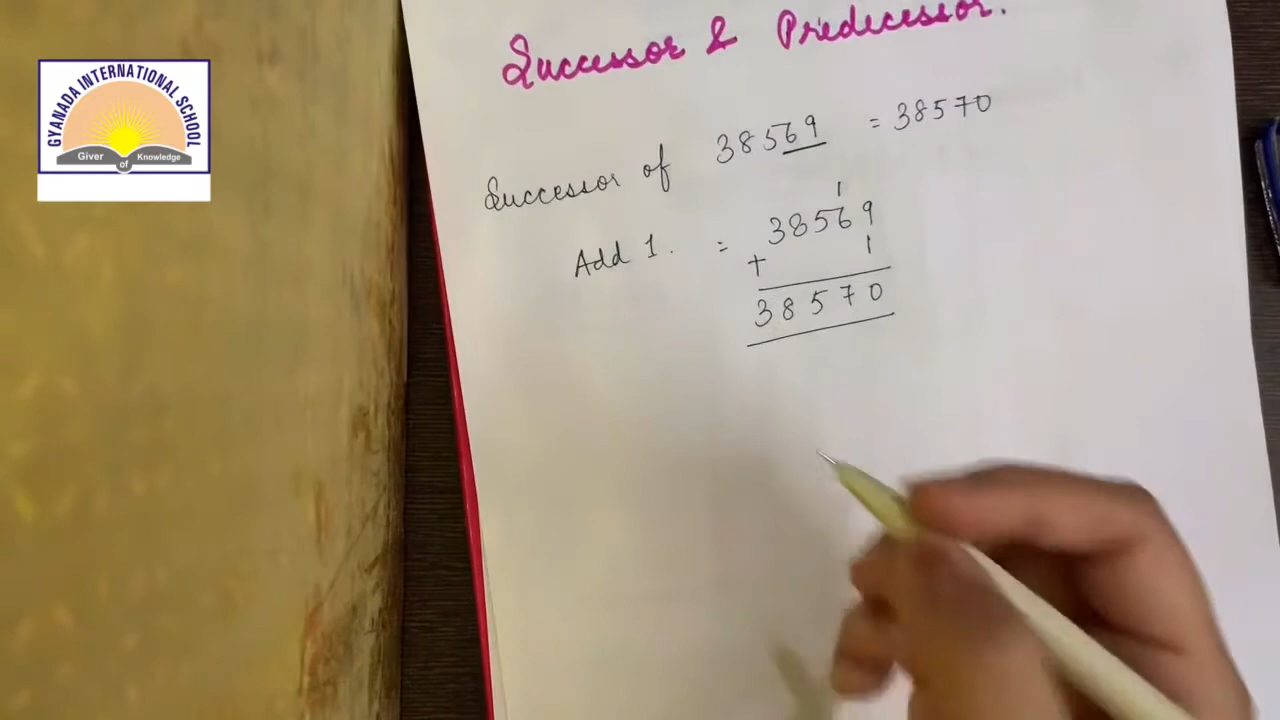 GYANADA INTERNATIONAL SCHOOL
Giver of Knowledge
Successor & Predecessor.
Successor of 38569 = 38570
1
Add 1. = 38569
+ 1
38570